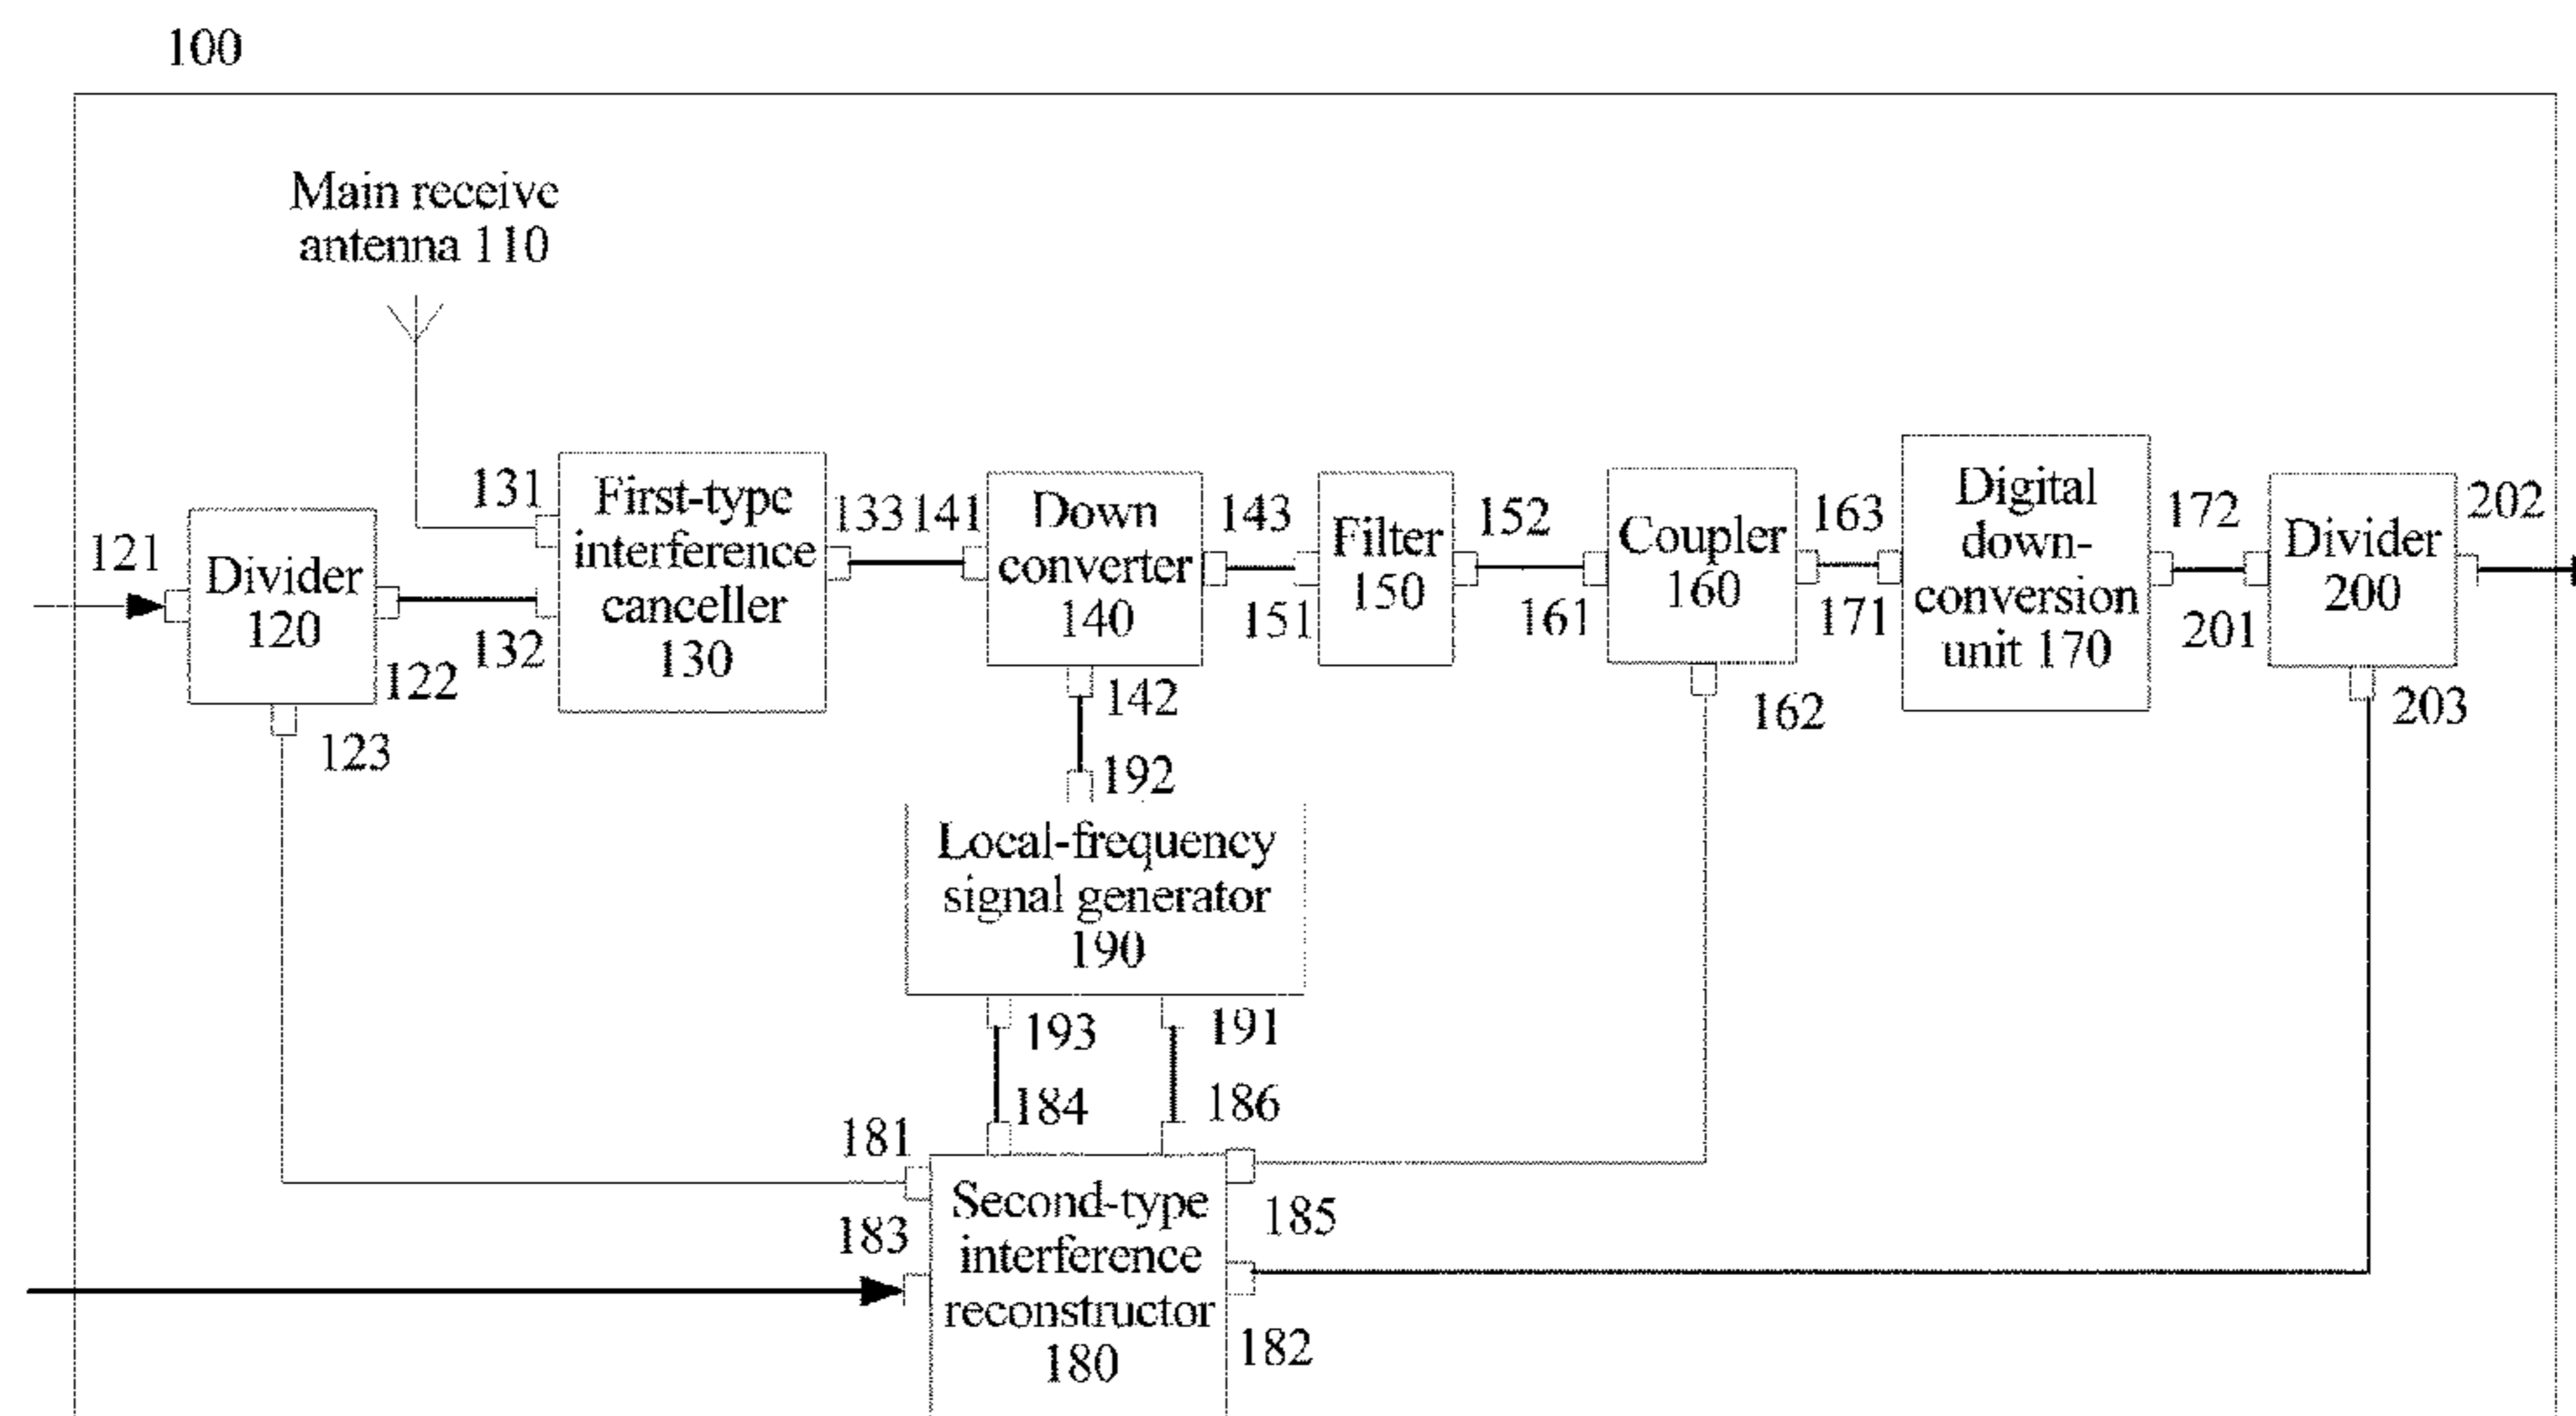 100
Main receive
antenna 110
121
Divider
120
122
123
131
132
First-type
interference
canceller
130
133
141
Down
converter
140
142
143
151
Filter
150
152
161
Coupler
160
162
163
171
Digital
down-
conversion
unit 170
172
201
Divider
200
202
203
192
Local-frequency
signal generator
190
193
191
184
186
181
183
Second-type
interference
reconstructor
180
185
182